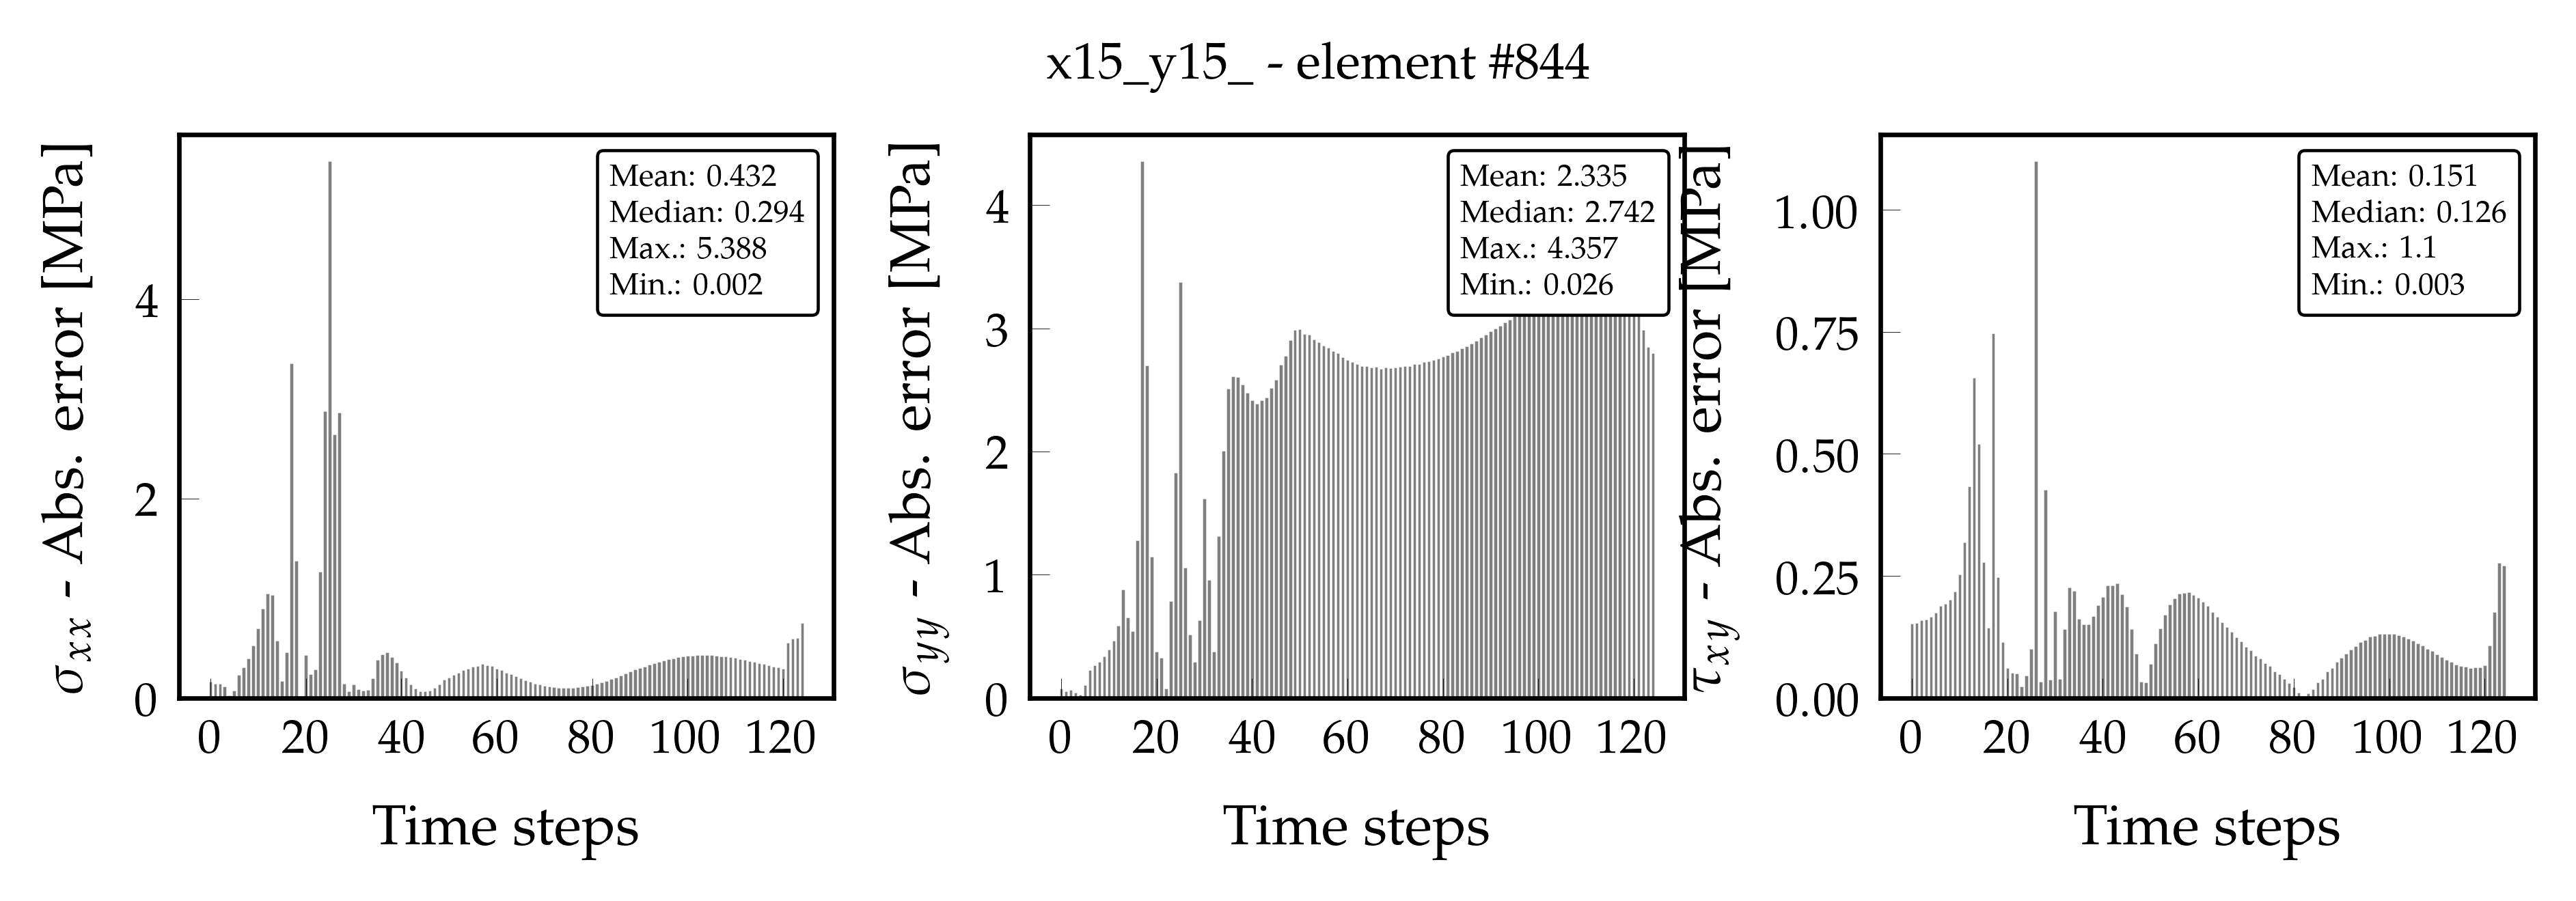 x15_y15_ - element #844
σxx - Abs. error [MPa]
4
2
0
Mean: 0.432
Median: 0.294
Max.: 5.388
Min.: 0.002
0 20 40 60 80 100 120
Time steps
σyy - Abs. error [MPa]
4
3
2
1
0
Mean: 2.335
Median: 2.742
Max.: 4.357
Min.: 0.026
0 20 40 60 80 100 120
Time steps
τxy - Abs. error [MPa]
1.00
0.75
0.50
0.25
0.00
Mean: 0.151
Median: 0.126
Max.: 1.1
Min.: 0.003
0 20 40 60 80 100 120
Time steps